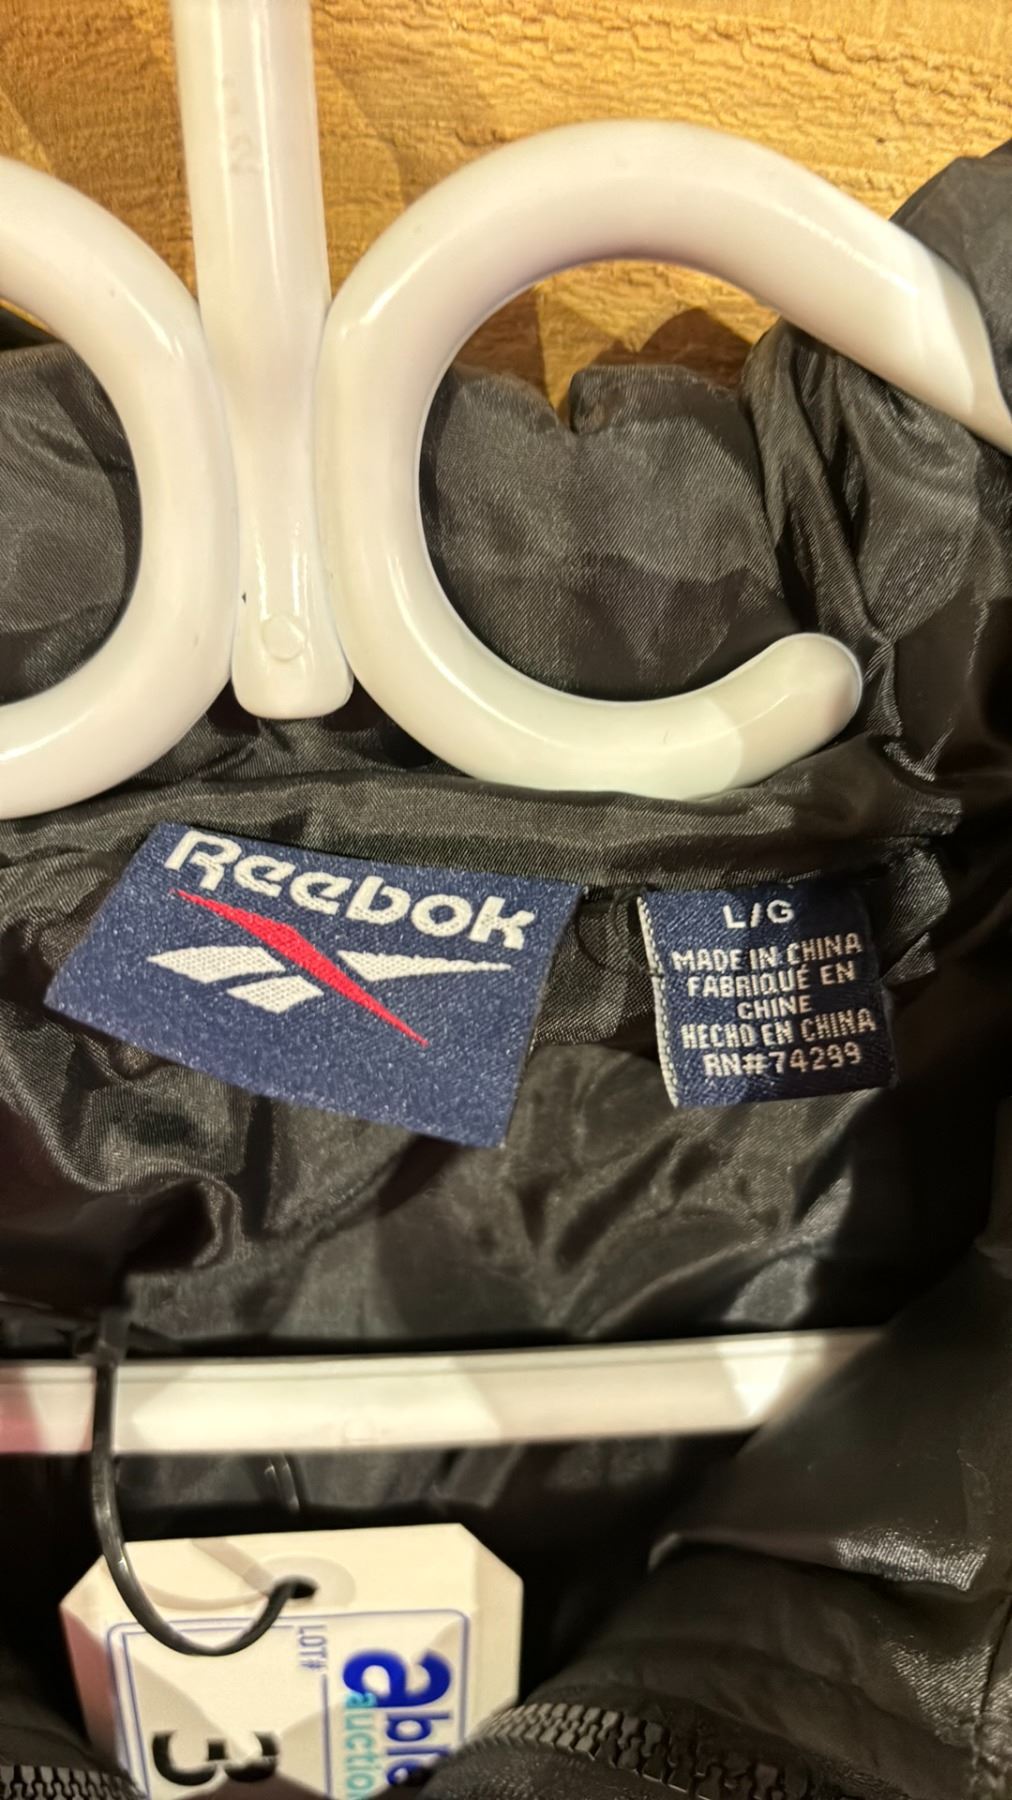 Reebok
L/G
MADE IN CHINA
FABRIQUÉ EN
CHINE
HECHO EN CHINA
RN#74299
LOT#
3
able
auction